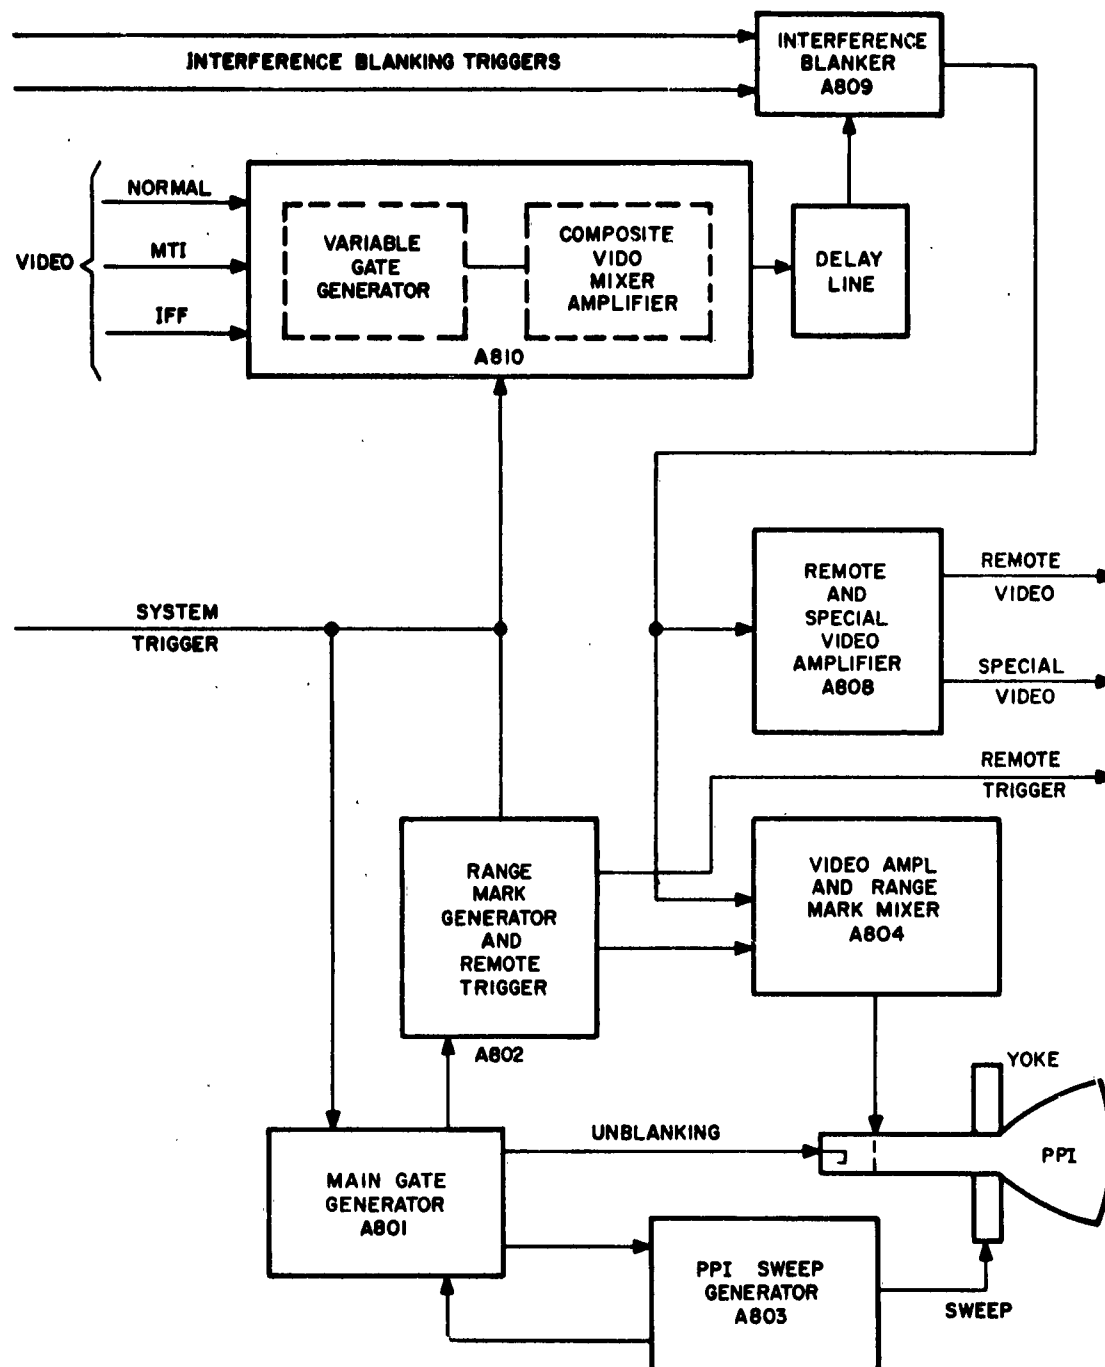 INTERFERENCE BLANKING TRIGGERS
INTERFERENCE
BLANKER
A809
VIDEO
NORMAL
MTI
IFF
VARIABLE
GATE
GENERATOR
COMPOSITE
VIDO
MIXER
AMPLIFIER
A810
DELAY
LINE
SYSTEM
TRIGGER
REMOTE
AND
SPECIAL
VIDEO
AMPLIFIER
A808
REMOTE
VIDEO
SPECIAL
VIDEO
REMOTE
TRIGGER
RANGE
MARK
GENERATOR
AND
REMOTE
TRIGGER
A802
VIDEO AMPL
AND RANGE
MARK MIXER
A804
YOKE
PPI
UNBLANKING
MAIN GATE
GENERATOR
A801
PPI SWEEP
GENERATOR
A803
SWEEP